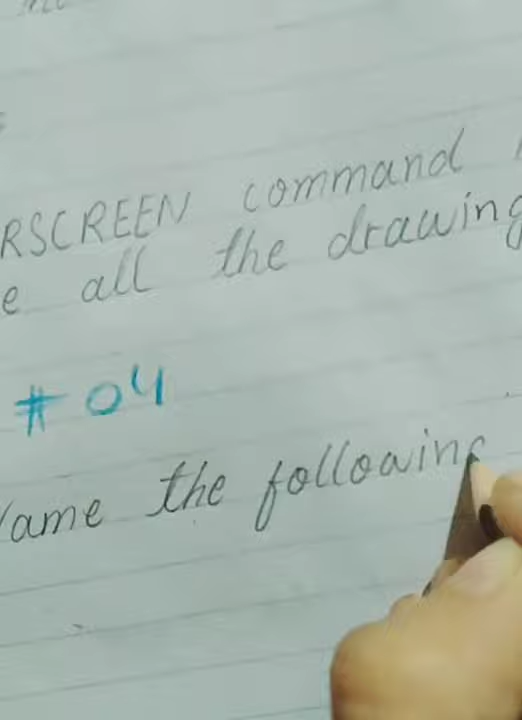 RSCREEN command
e all the drawing
# 04
ame the following